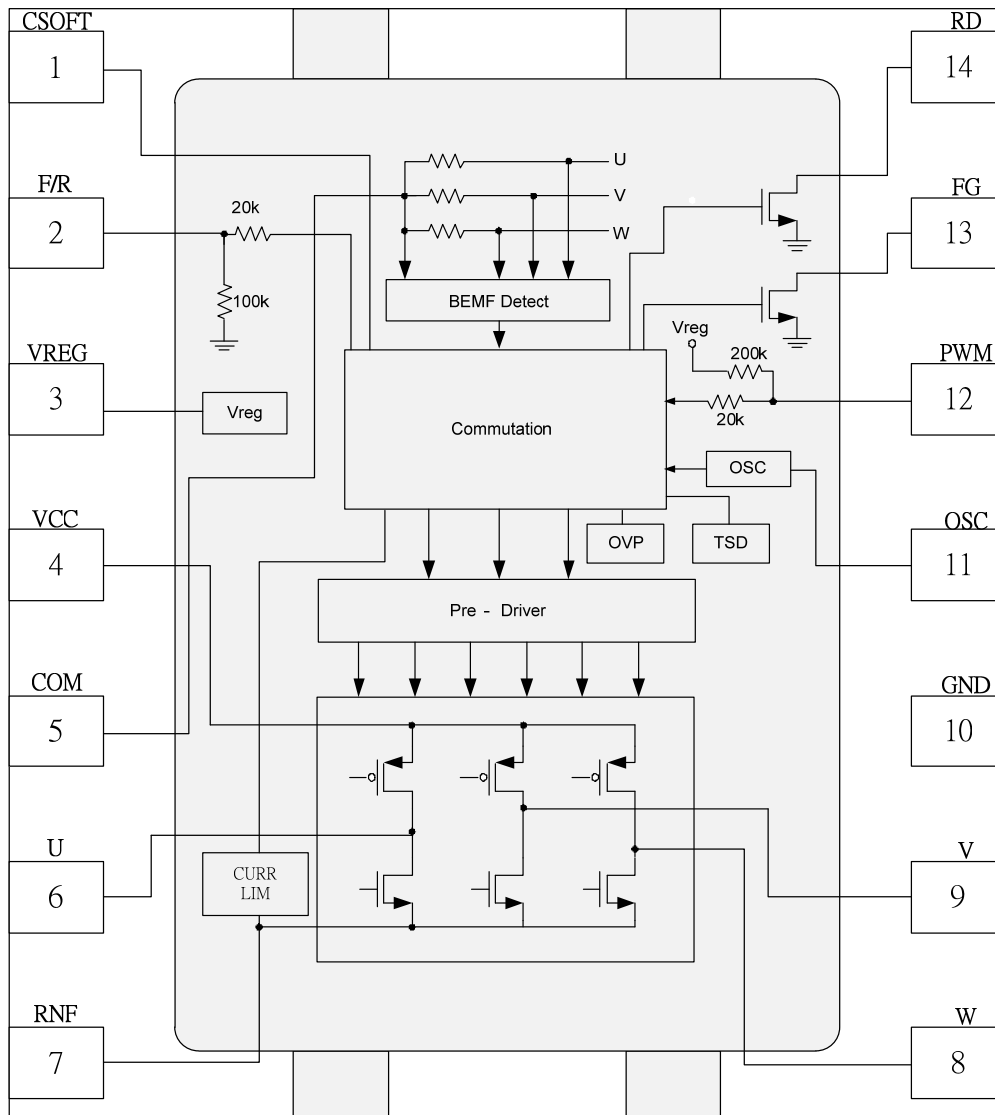 CSOFT
1
RD
14
F/R
2
20k
100k
U
V
W
BEMF Detect
FG
13
VREG
3
Vreg
Commutation
Vreg
200k
20k
PWM
12
VCC
4
OSC
OVP
TSD
OSC
11
Pre - Driver
COM
5
GND
10
U
6
CURR
LIM
V
9
RNF
7
W
8